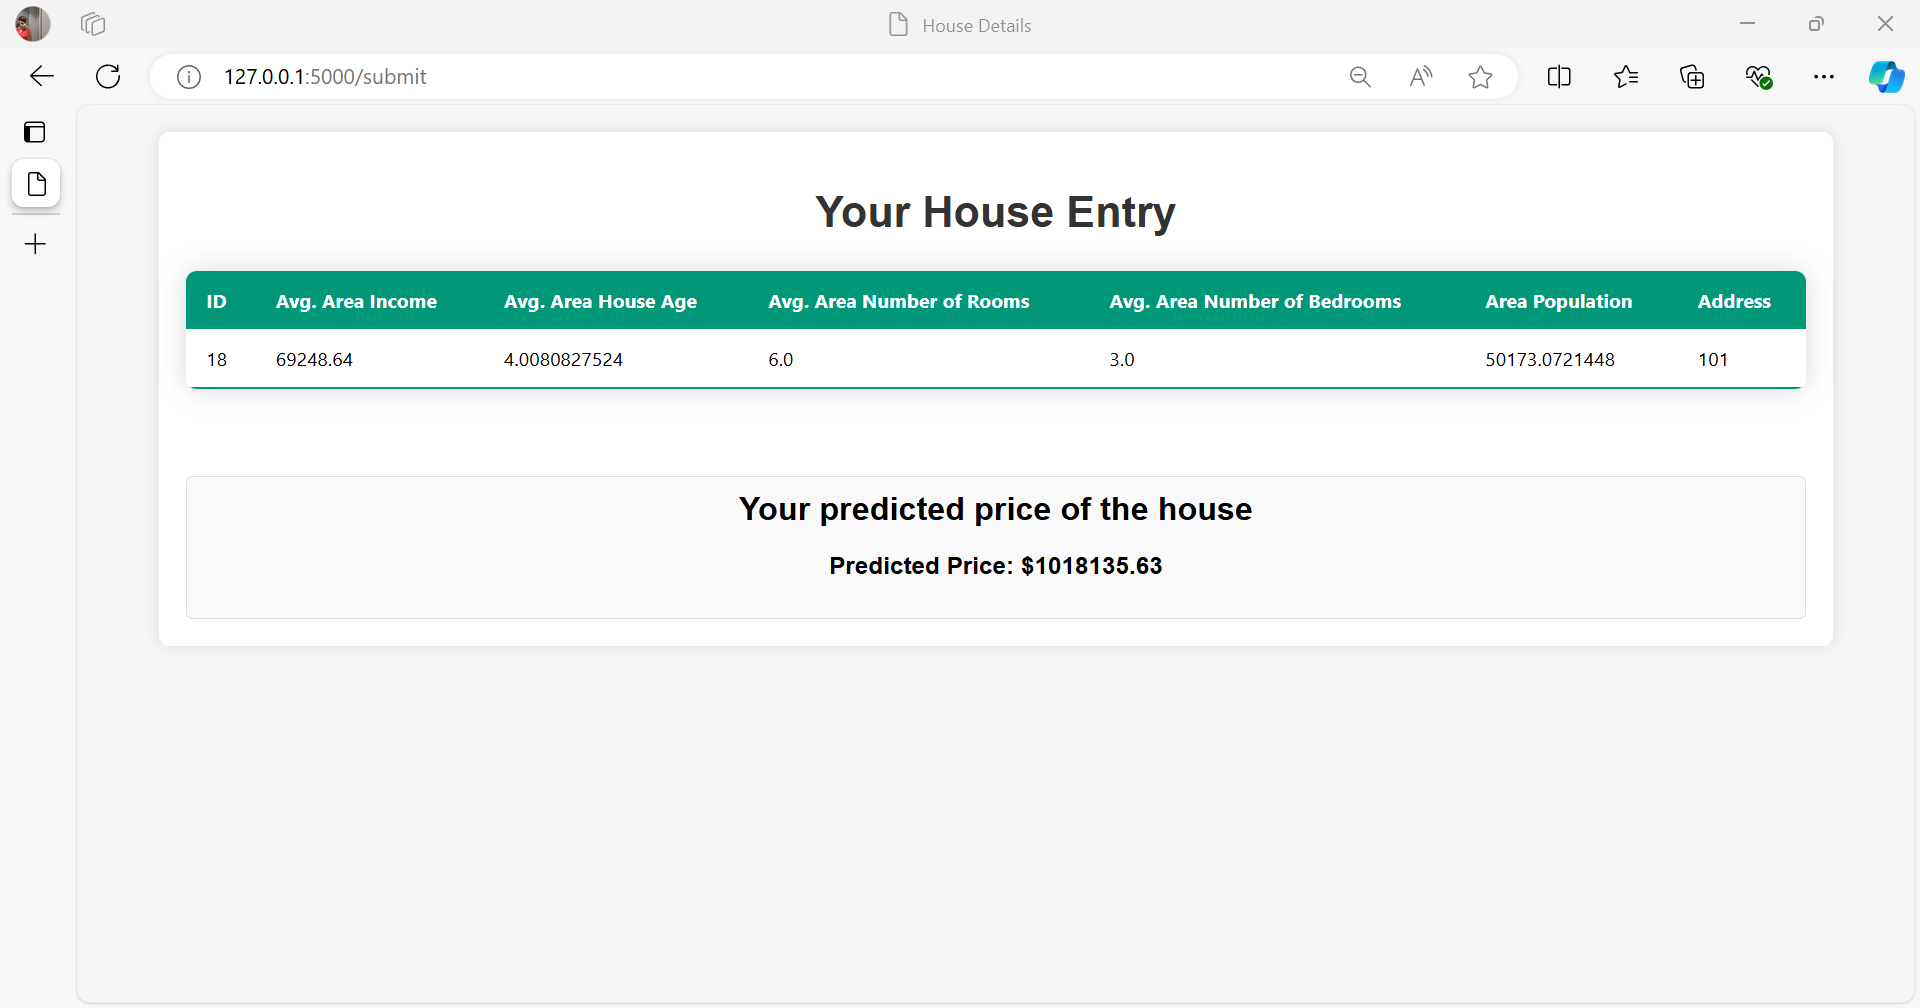 House Details
127.0.0.1:5000/submit
Your House Entry
ID Avg. Area Income Avg. Area House Age Avg. Area Number of Rooms Avg. Area Number of Bedrooms Area Population Address
18 69248.64 4.0080827524 6.0 3.0 50173.0721448 101
Your predicted price of the house
Predicted Price: $1018135.63